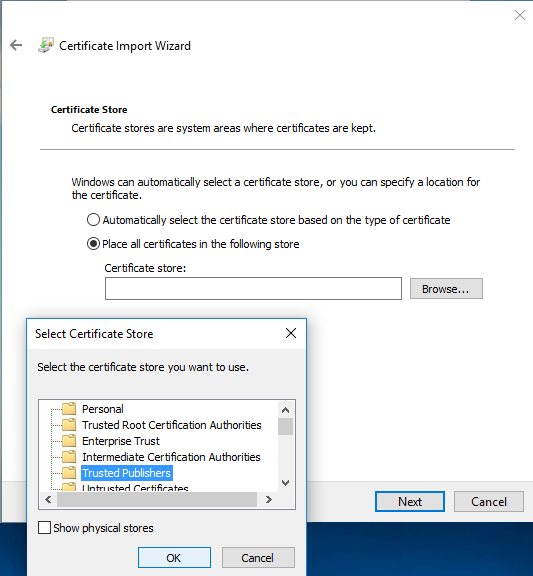 Certificate Import Wizard
Certificate Store
Certificate stores are system areas where certificates are kept.
Windows can automatically select a certificate store, or you can specify a location for
the certificate.
Automatically select the certificate store based on the type of certificate
Place all certificates in the following store
Certificate store:
Browse...
Select Certificate Store
Select the certificate store you want to use.
Personal
Trusted Root Certification Authorities
Enterprise Trust
Intermediate Certification Authorities
Trusted Publishers
Untrusted Certificates
Show physical stores
OK
Cancel
Next
Cancel